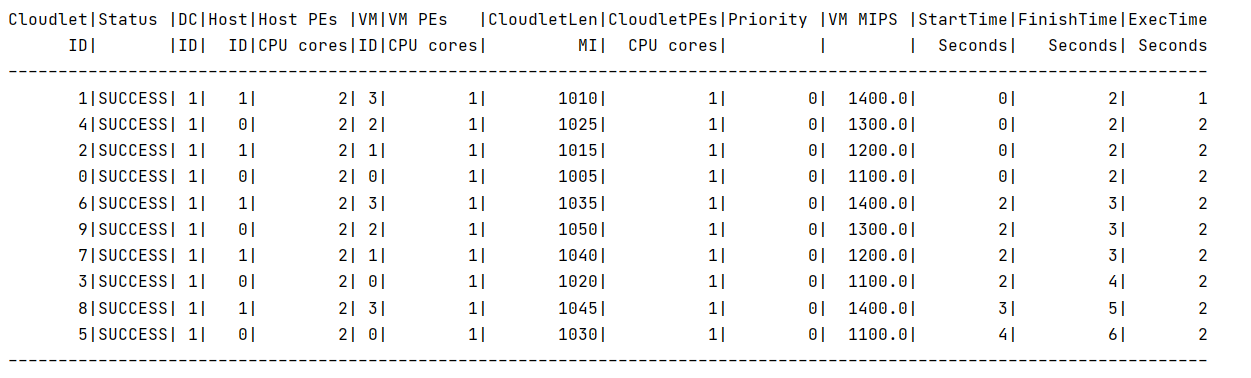 Cloudlet|Status |DC|Host|Host PEs |VM|VM PEs   |CloudletLen|CloudletPEs|Priority |VM MIPS |StartTime|FinishTime|ExecTime
      ID|       |ID|  ID|CPU cores|ID|CPU cores|         MI|  CPU cores|         |        |  Seconds|   Seconds| Seconds
------------------------------------------------------------------------------------------------------------------------
       1|SUCCESS| 1|   1|        2| 3|        1|       1010|          1|        0|  1400.0|        0|         2|       1
       4|SUCCESS| 1|   0|        2| 2|        1|       1025|          1|        0|  1300.0|        0|         2|       2
       2|SUCCESS| 1|   1|        2| 1|        1|       1015|          1|        0|  1200.0|        0|         2|       2
       0|SUCCESS| 1|   0|        2| 0|        1|       1005|          1|        0|  1100.0|        0|         2|       2
       6|SUCCESS| 1|   1|        2| 3|        1|       1035|          1|        0|  1400.0|        2|         3|       2
       9|SUCCESS| 1|   0|        2| 2|        1|       1050|          1|        0|  1300.0|        2|         3|       2
       7|SUCCESS| 1|   1|        2| 1|        1|       1040|          1|        0|  1200.0|        2|         3|       2
       3|SUCCESS| 1|   0|        2| 0|        1|       1020|          1|        0|  1100.0|        2|         4|       2
       8|SUCCESS| 1|   1|        2| 3|        1|       1045|          1|        0|  1400.0|        3|         5|       2
       5|SUCCESS| 1|   0|        2| 0|        1|       1030|          1|        0|  1100.0|        4|         6|       2
------------------------------------------------------------------------------------------------------------------------